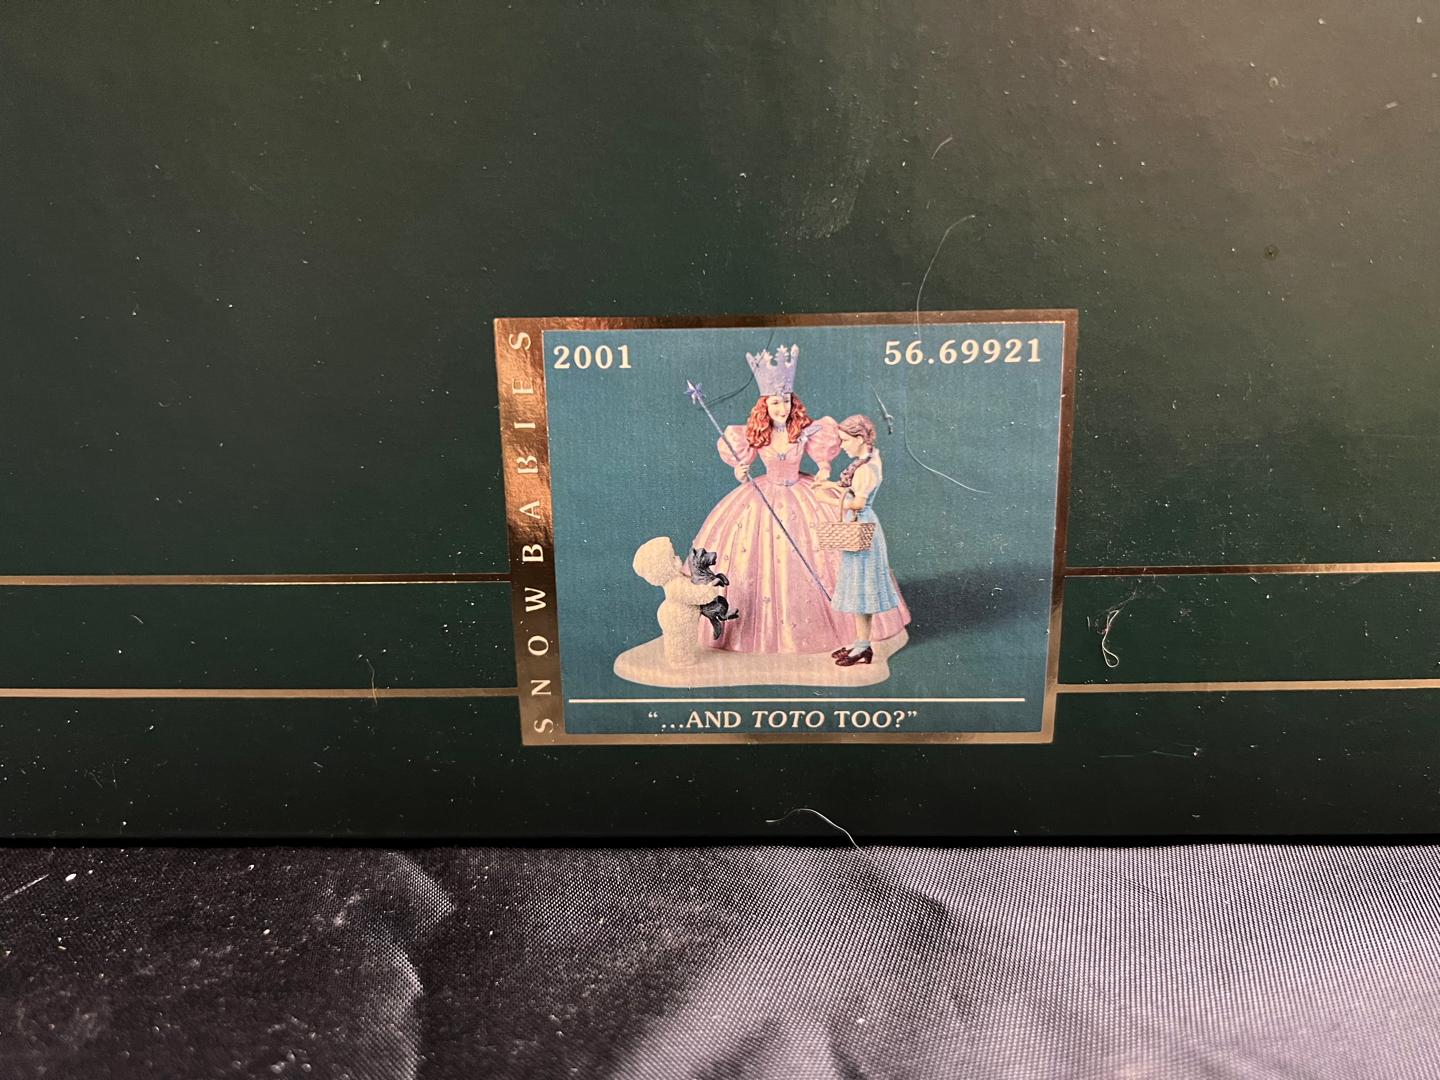 2001
56.69921
SNOWBABIES
“...AND TOTO TOO?”